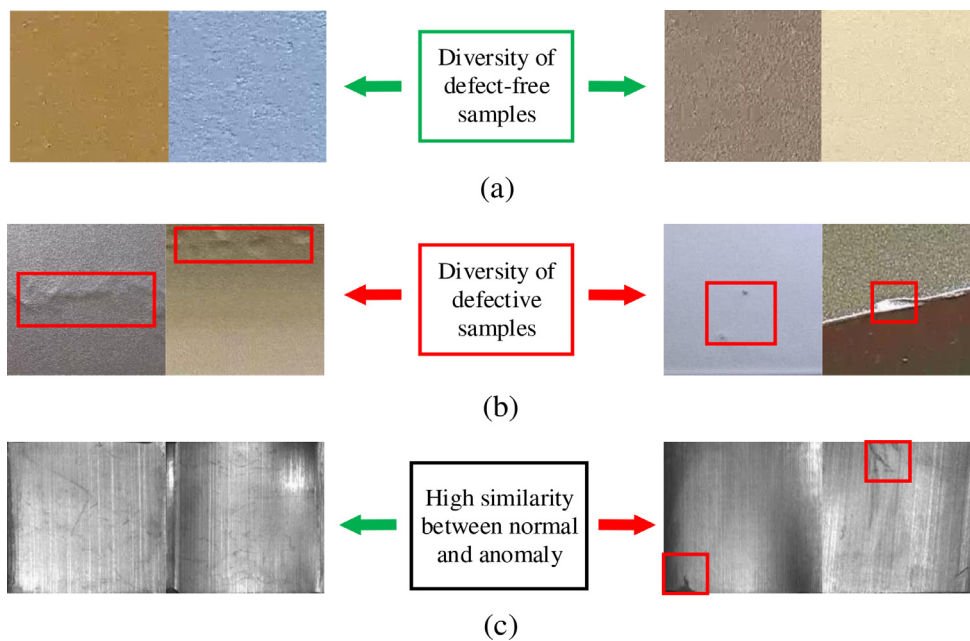 Diversity of
defect-free
samples
(a)
Diversity of
defective
samples
(b)
High similarity
between normal
and anomaly
(c)